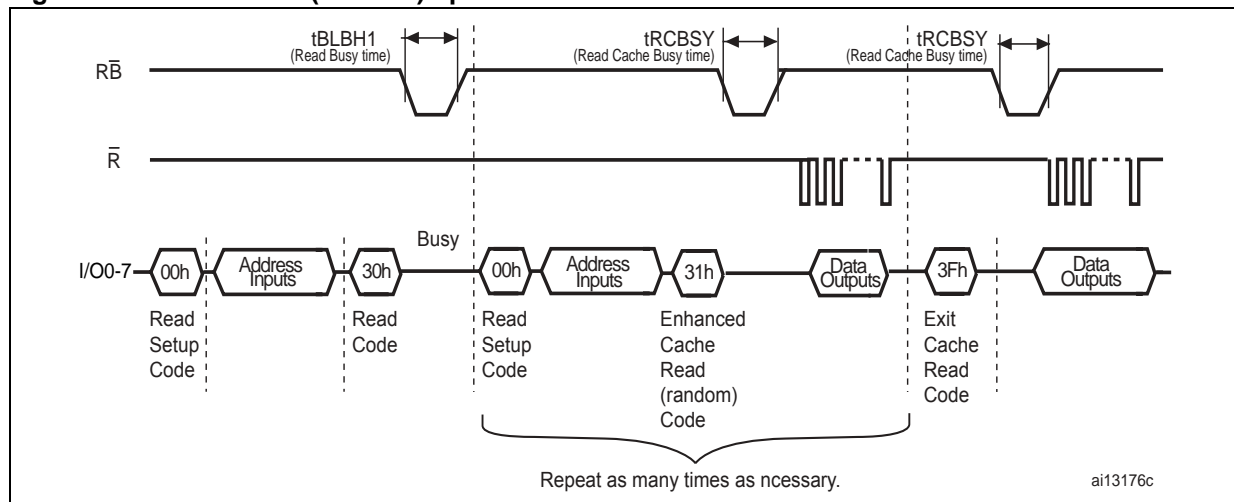 tBLBH1
(Read Busy time)
tRCBSY
(Read Cache Busy time)
tRCBSY
(Read Cache Busy time)
RB
R
Busy
I/O0-7
00h
Address
Inputs
30h
00h
Address
Inputs
31h
Data
Outputs
3Fh
Data
Outputs
Read
Setup
Code
Read
Code
Read
Setup
Code
Enhanced
Cache
Read
(random)
Code
Exit
Cache
Read
Code
Repeat as many times as ncessary.
ai13176c